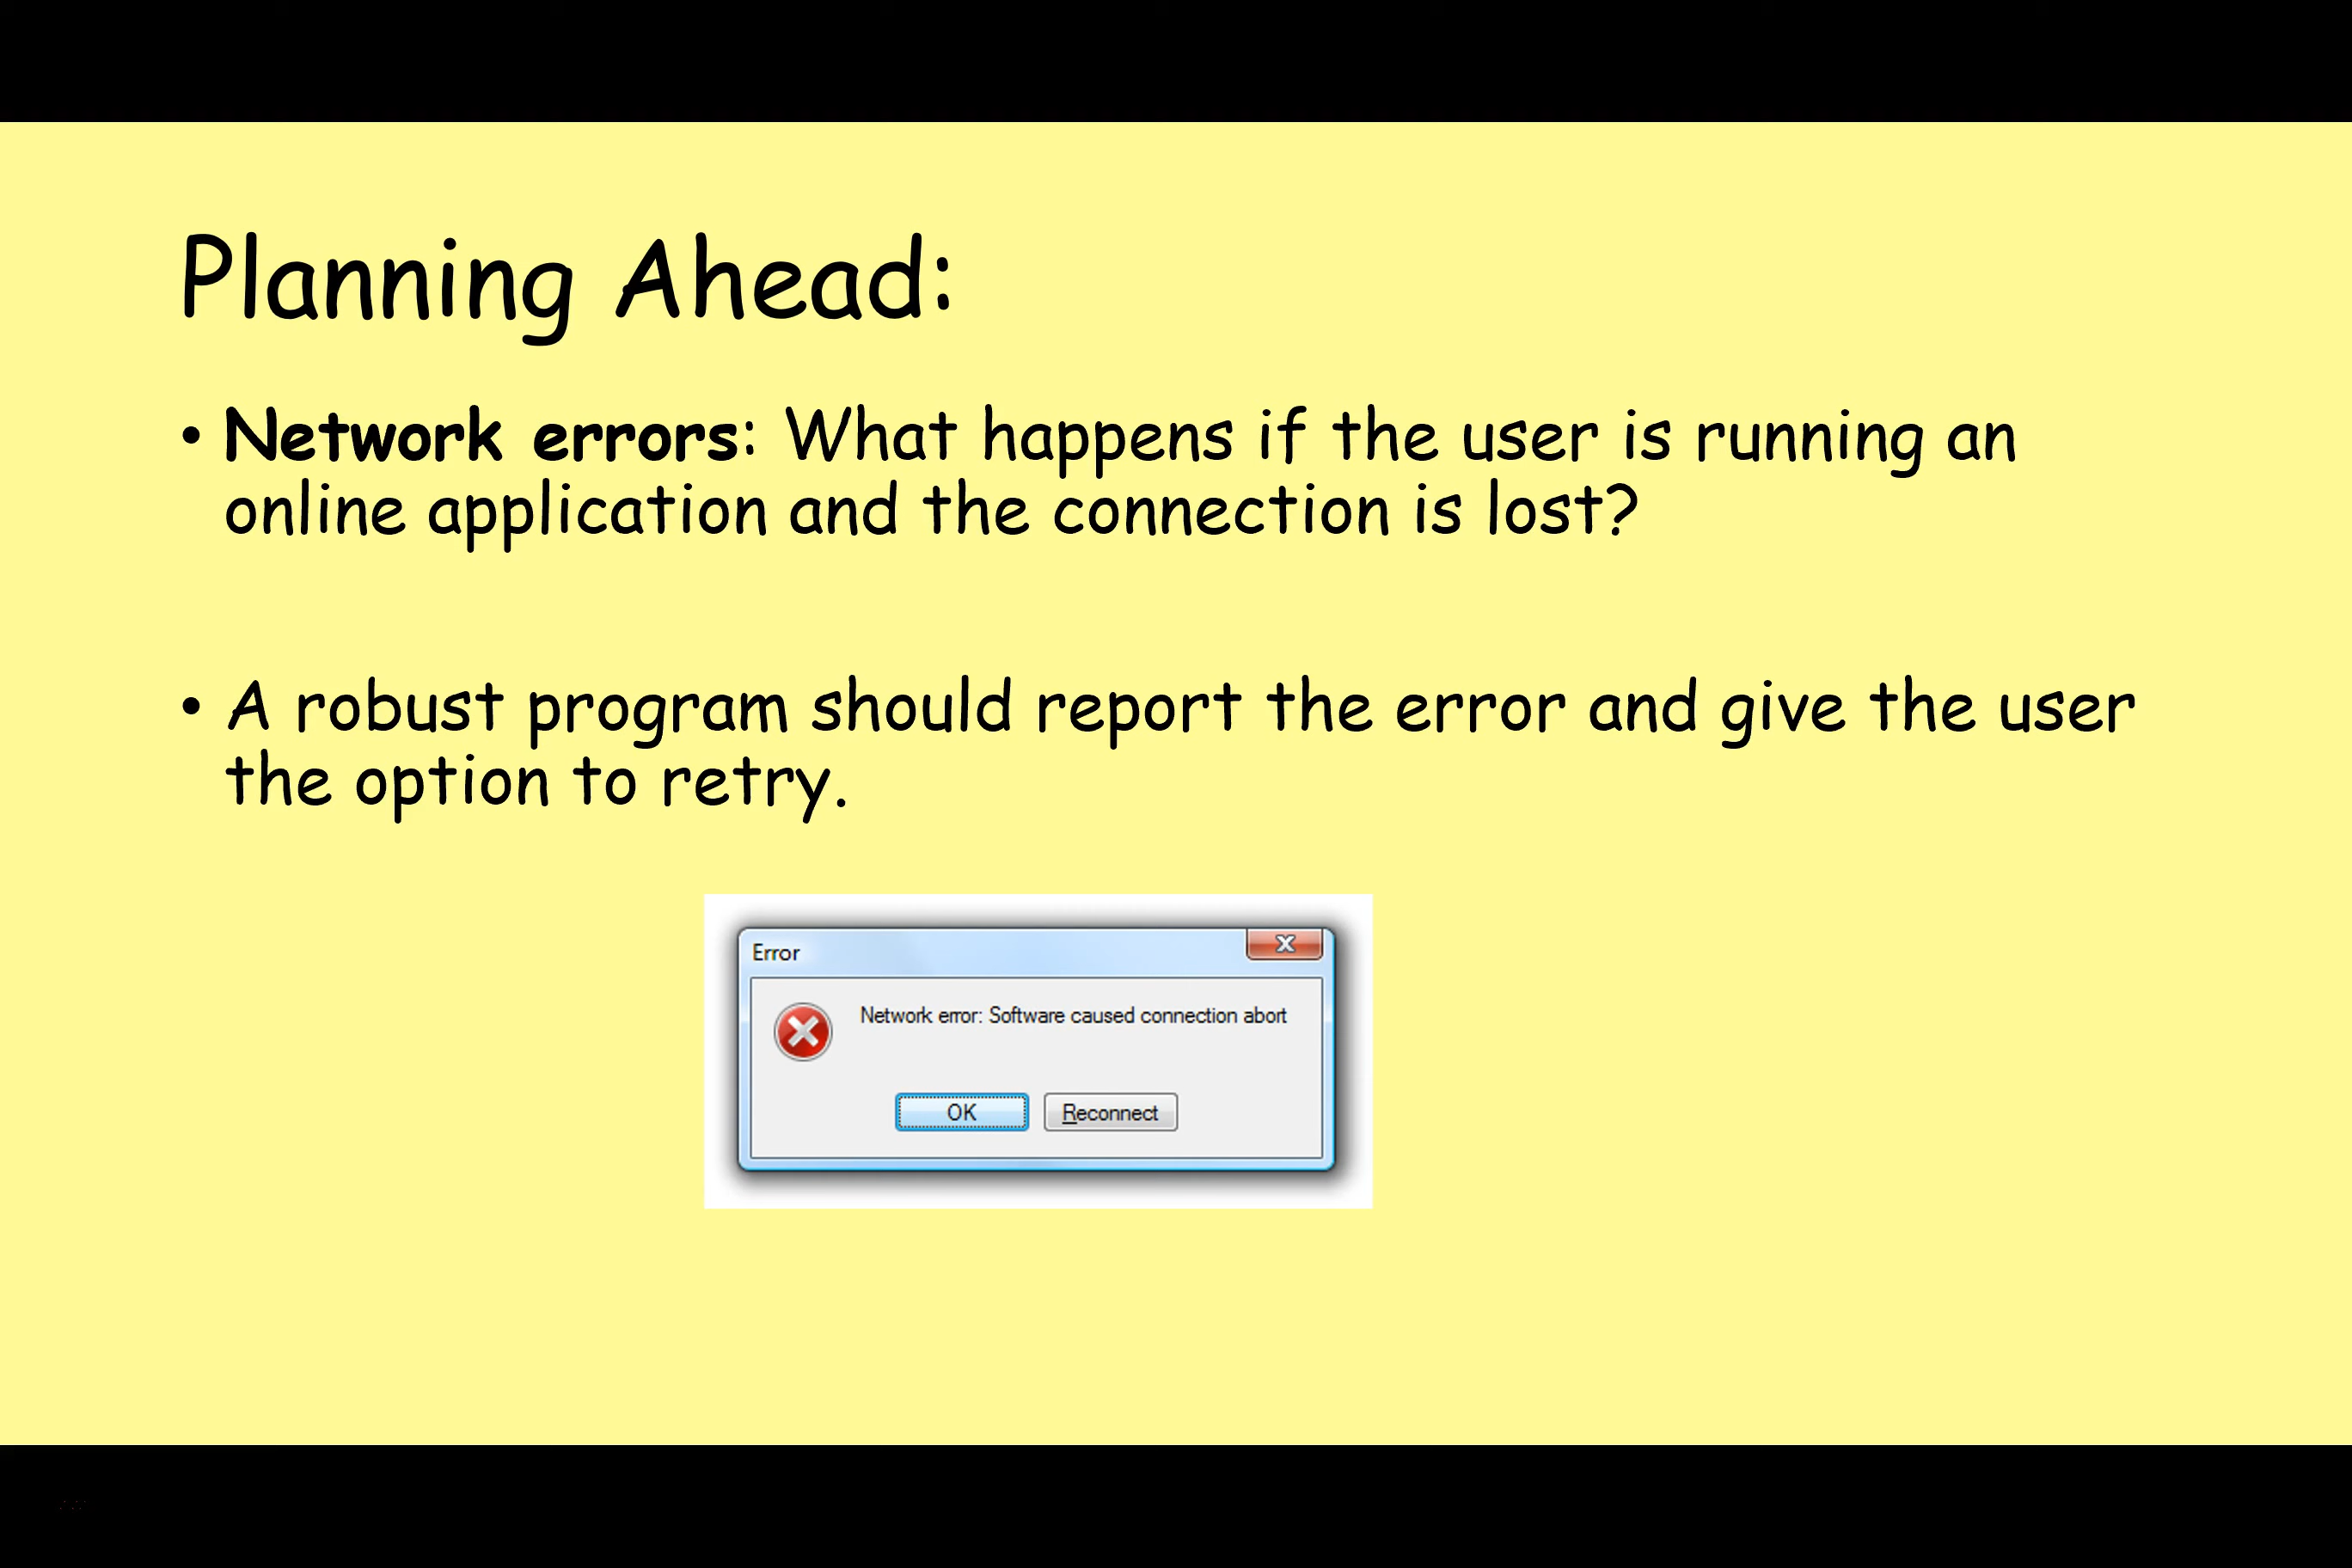 Planning Ahead:
• Network errors: What happens if the user is running an
online application and the connection is lost?
• A robust program should report the error and give the user
the option to retry.
Error
Network error: Software caused connection abort
OK Reconnect